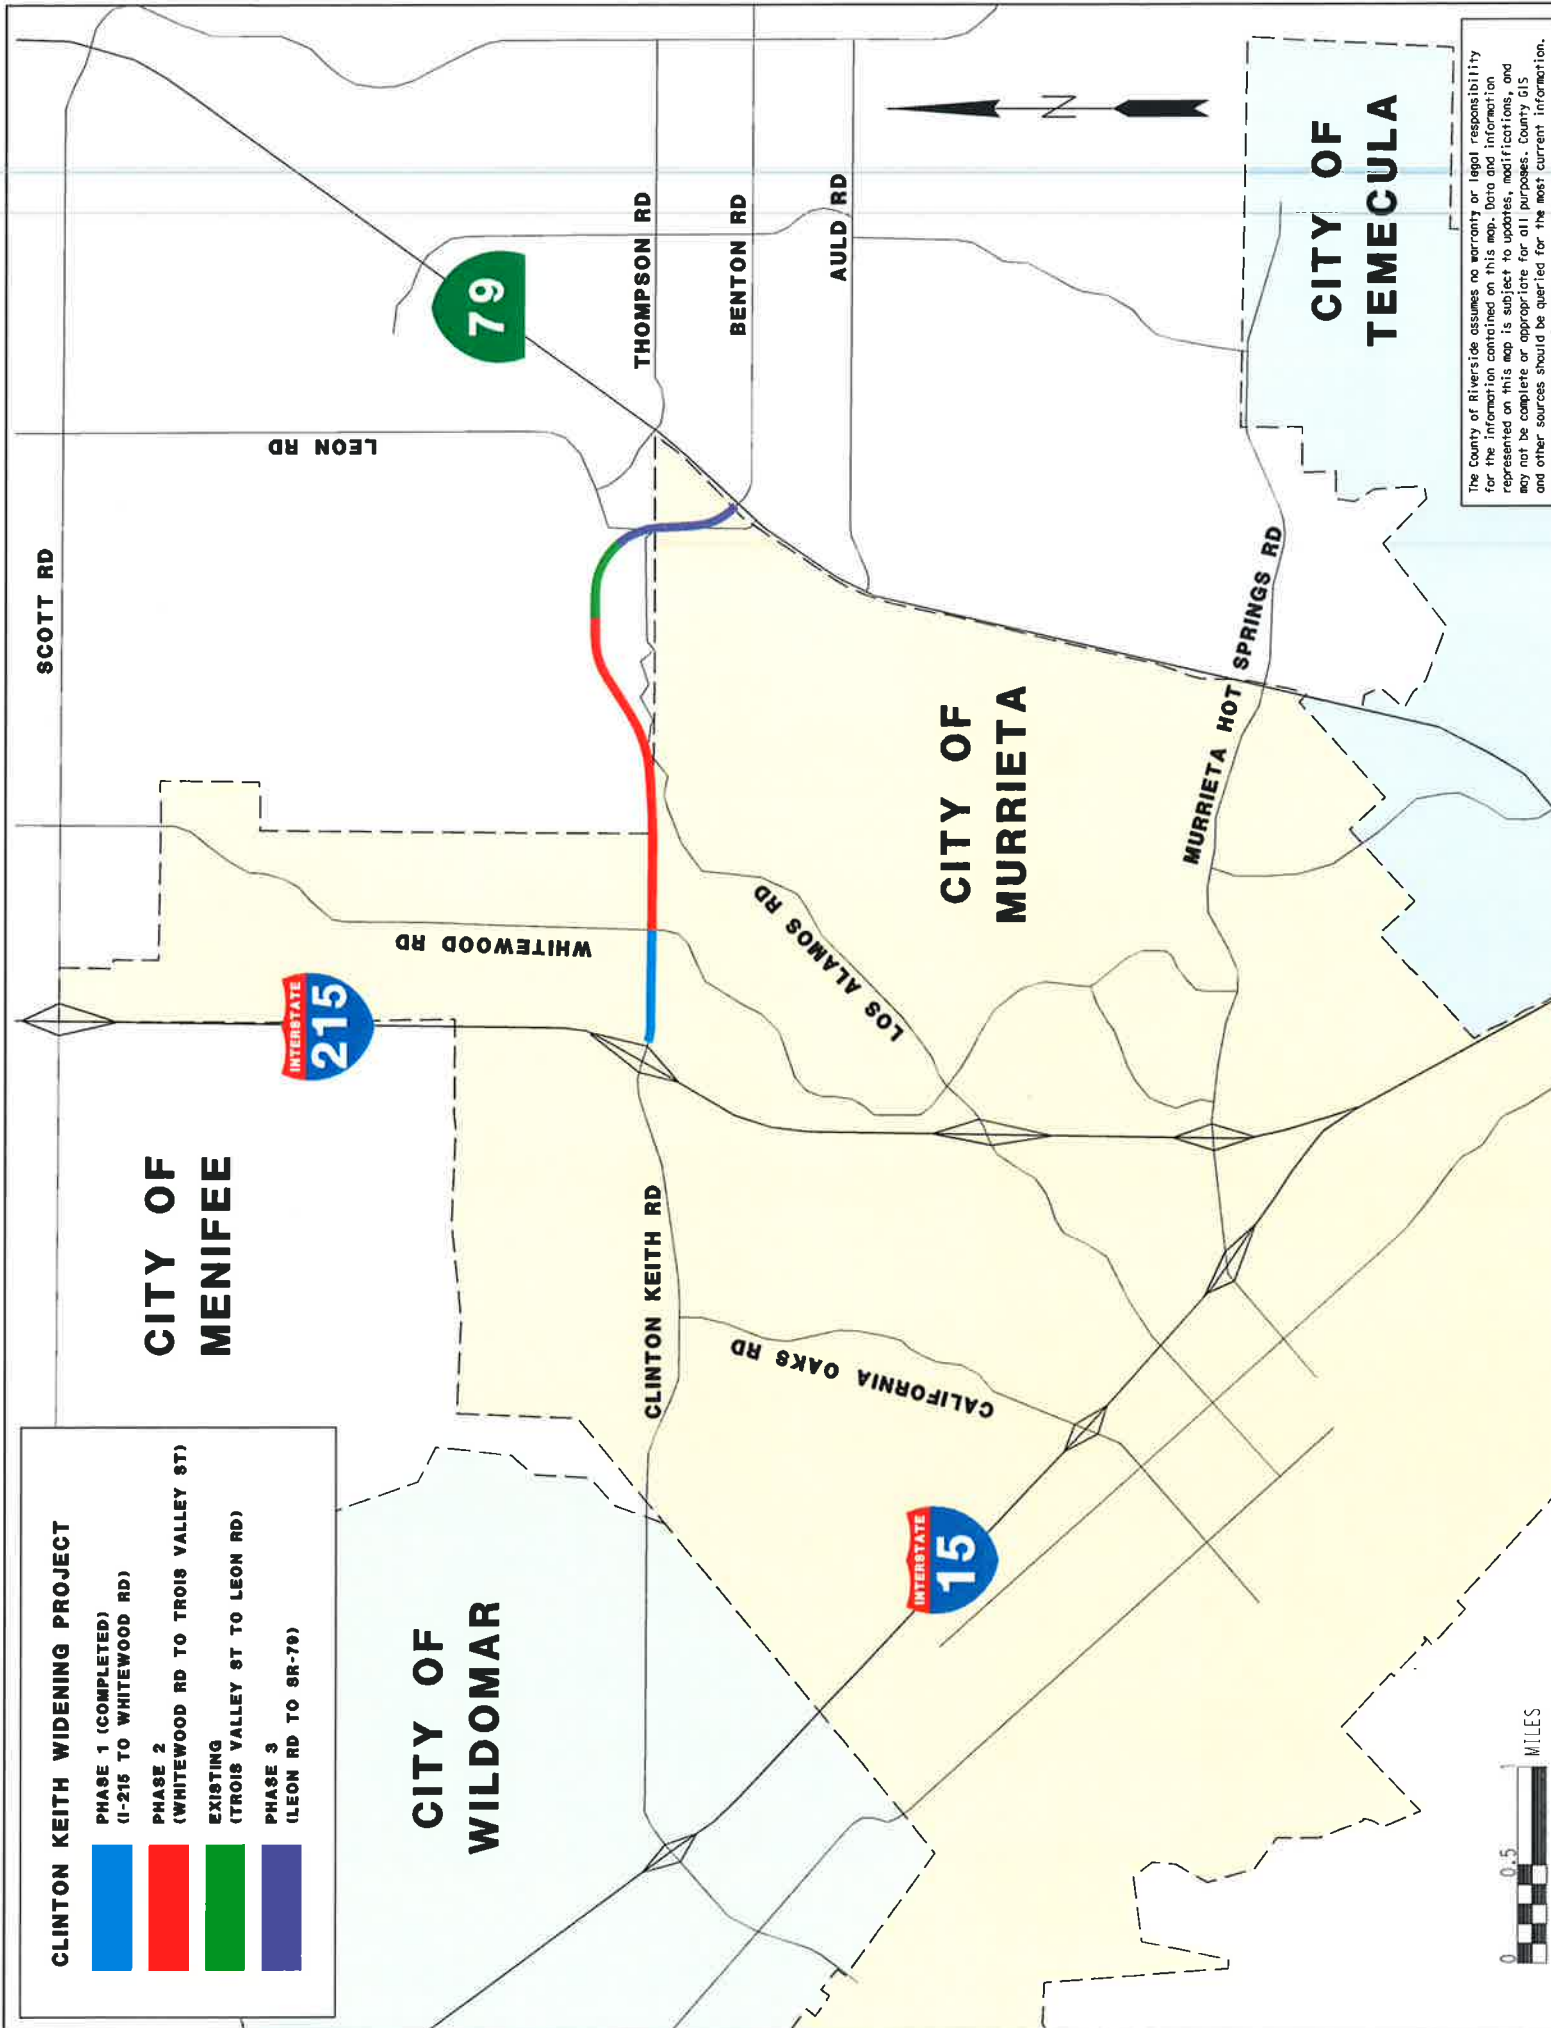 CLINTON KEITH WIDENING PROJECT
PHASE 1 (COMPLETED)
(I-215 TO WHITEWOOD RD)
PHASE 2
(WHITEWOOD RD TO TROIS VALLEY ST)
EXISTING
(TROIS VALLEY ST TO LEON RD)
PHASE 3
(LEON RD TO SR-79)
SCOTT RD
CITY OF
MENIFEE
INTERSTATE
215
WHITEWOOD RD
LEON RD
79
THOMPSON RD
BENTON RD
AULD RD
N
CITY OF
WILDOMAR
CLINTON KEITH RD
CALIFORNIA OAKS RD
LOS ALAMOS RD
CITY OF
MURRIETA
INTERSTATE
15
MURRIETA HOT SPRINGS RD
CITY OF
TEMECULA
0 0.5 1
MILES
The County of Riverside assumes no warranty or legal responsibility
for the information contained on this map. Data and information
represented on this map is subject to updates, modifications, and
may not be complete or appropriate for all purposes. County GIS
and other sources should be queried for the most current information.